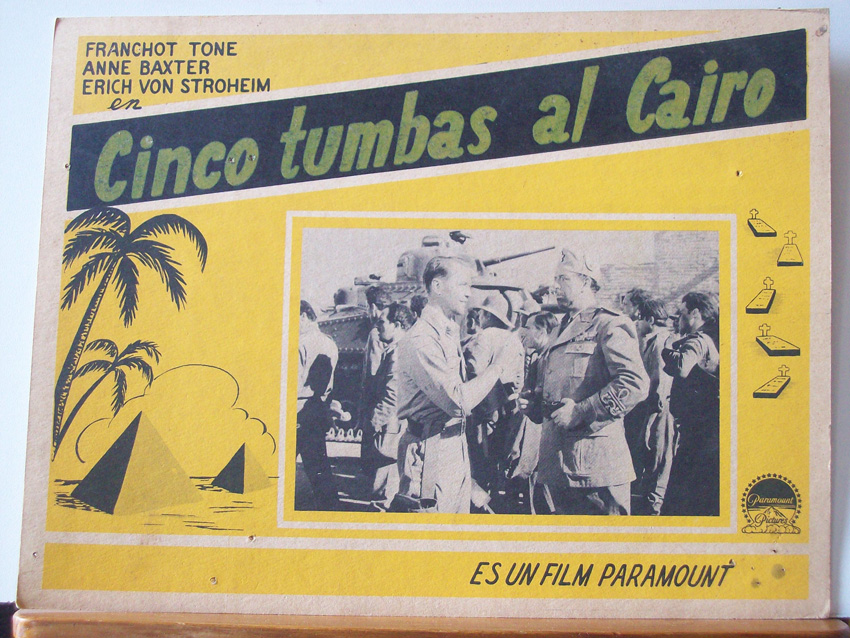 FRANCHOT TONE
ANNE BAXTER
ERICH VON STROHEIM
en
Cinco tumbas al Cairo
Paramount
Pictures
ES UN FILM PARAMOUNT